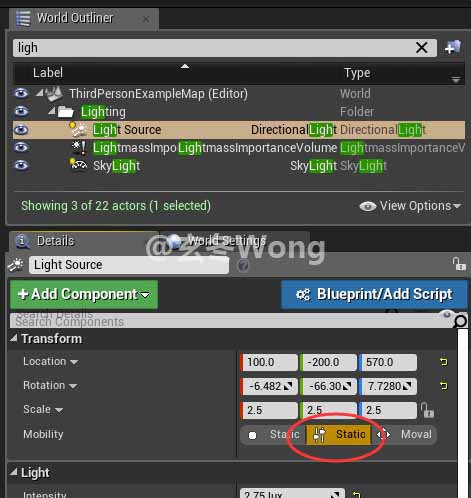 World Outliner
ligh
Label Type
ThirdPersonExampleMap (Editor) World
Lighting Folder
Light Source DirectionalLight DirectionalLight
LightmassImpoLightmassImportanceVolume LightmassImportanceV
SkyLight SkyLight SkyLight
Showing 3 of 22 actors (1 selected) View Options
Details World Settings
@玄冬Wong
Light Source
+ Add Component Blueprint/Add Script
Search Details
Search Components
Transform
Location 100.0 -200.0 570.0
Rotation -6.482 -66.30 7.7280
Scale 2.5 2.5 2.5
Mobility Static Static Moval
Light
Intensity 2.75 lux